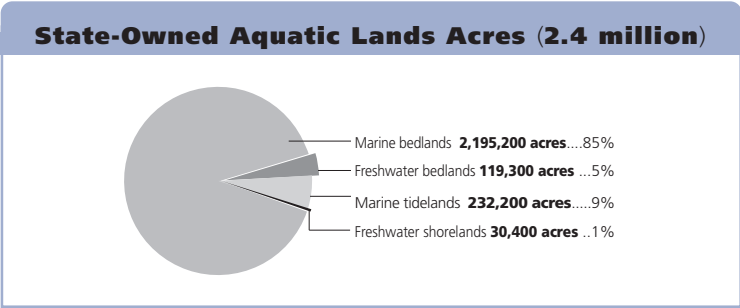 State-Owned Aquatic Lands Acres (2.4 million)
Marine bedlands 2,195,200 acres....85%
Freshwater bedlands 119,300 acres ...5%
Marine tidelands 232,200 acres.....9%
Freshwater shorelands 30,400 acres ..1%